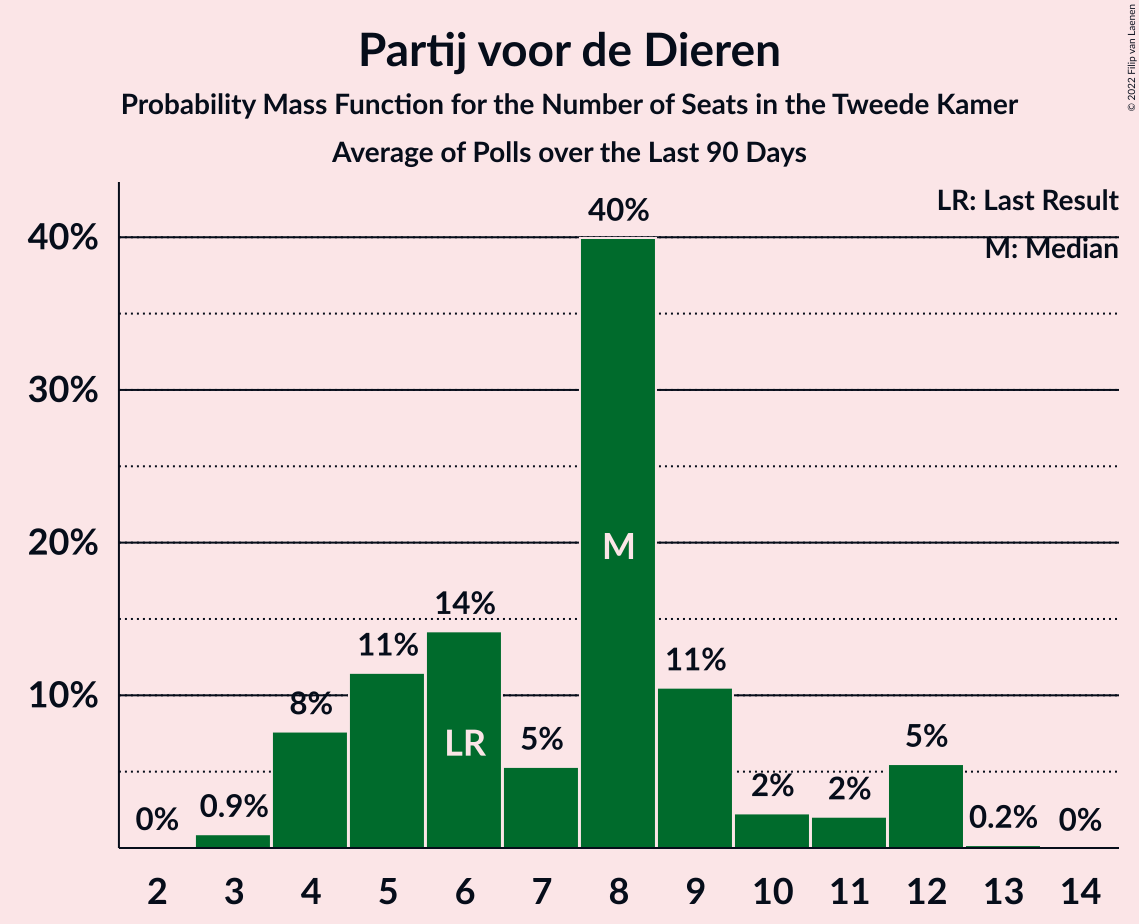 Partij voor de Dieren
Probability Mass Function for the Number of Seats in the Tweede Kamer
Average of Polls over the Last 90 Days
© 2022 Filip van Laenen
LR: Last Result
M: Median
40%
30%
20%
10%
0%
0.9%
8%
11%
14%
LR
5%
40%
M
11%
2%
2%
5%
0.2%
0%
2 3 4 5 6 7 8 9 10 11 12 13 14